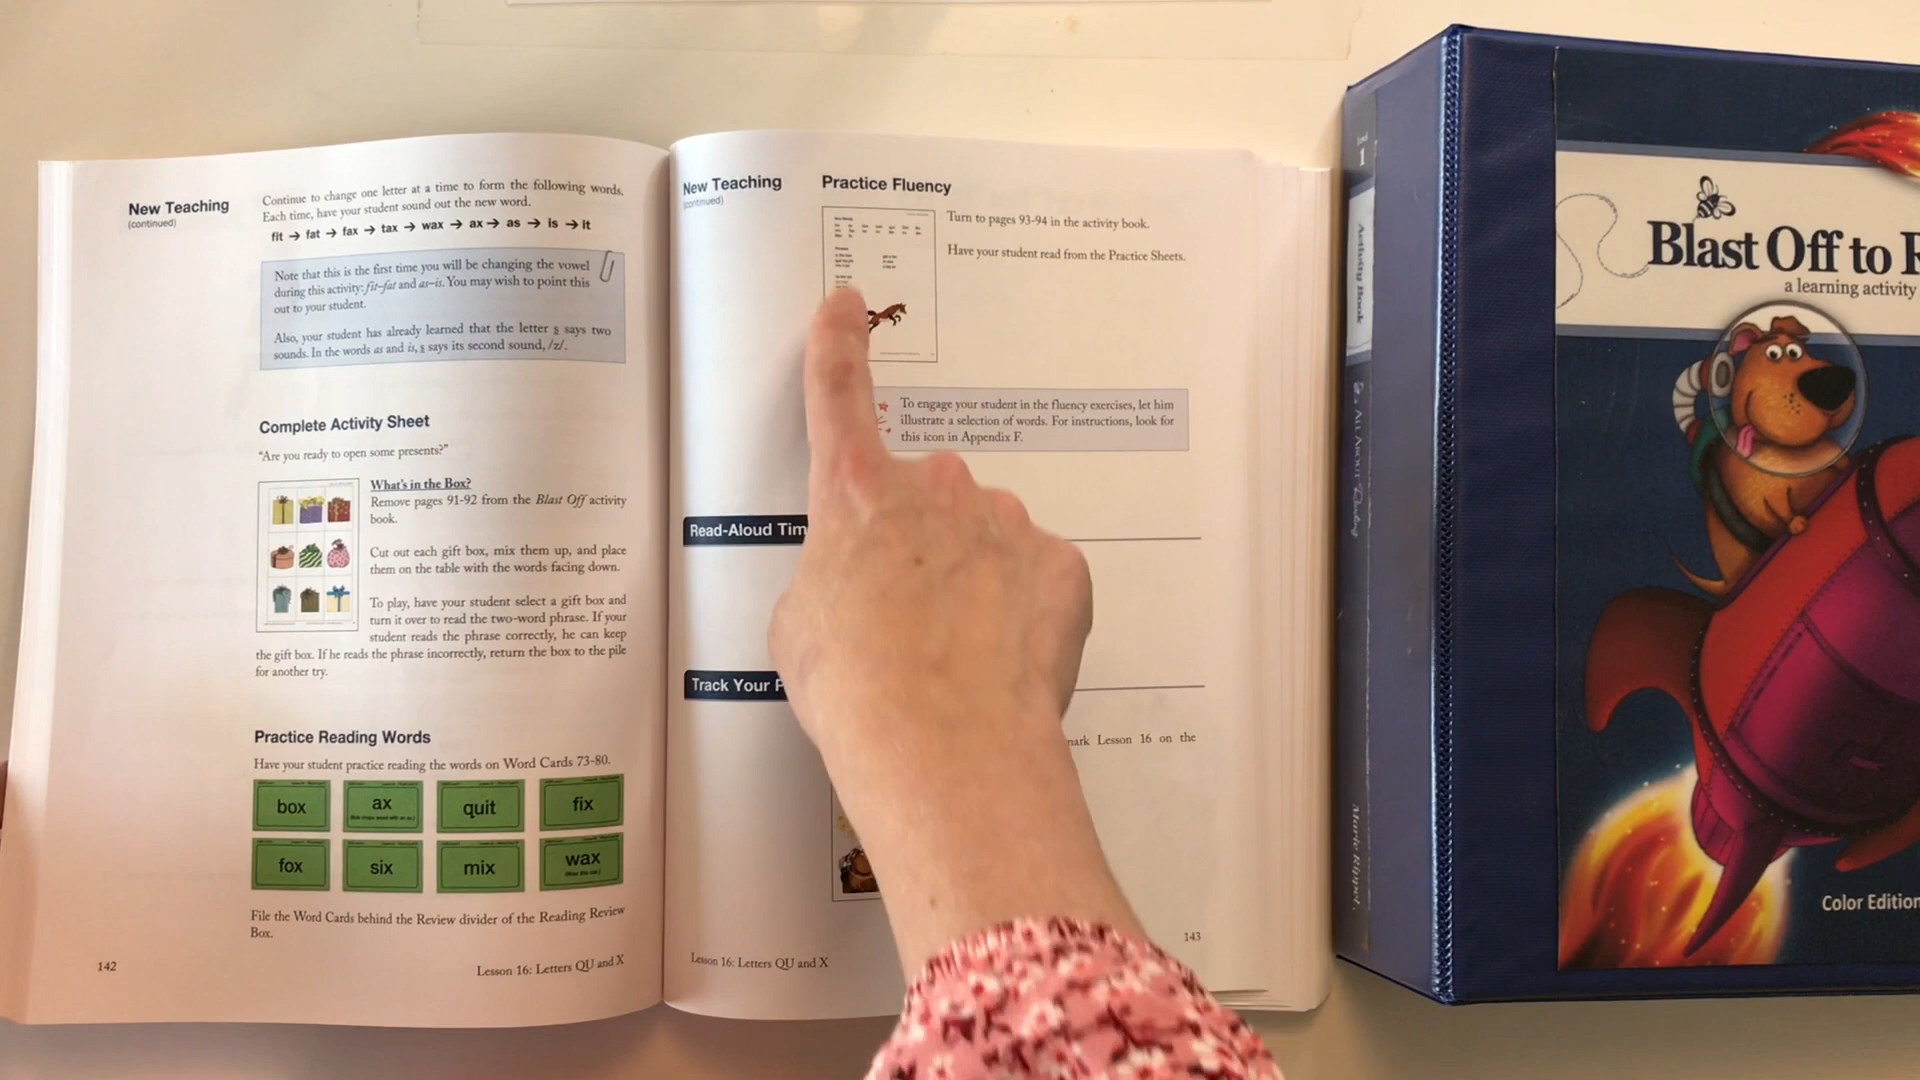 New Teaching
(continued)
Continue to change one letter at a time to form the following words.
Each time, have your student sound out the new word.
fit → fat → fax → tax → wax → ax → as → is → it
Note that this is the first time you will be changing the vowel
during this activity: fit–fat and as–is. You may wish to point this
out to your student.
Also, your student has already learned that the letter s says two
sounds. In the words as and is, s says its second sound, /z/.
Complete Activity Sheet
"Are you ready to open some presents?"
What's in the Box?
Remove pages 91-92 from the Blast Off activity
book.
Cut out each gift box, mix them up, and place
them on the table with the words facing down.
To play, have your student select a gift box and
turn it over to read the two-word phrase. If your
student reads the phrase correctly, he can keep
the gift box. If he reads the phrase incorrectly, return the box to the pile
for another try.
Practice Reading Words
Have your student practice reading the words on Word Cards 73-80.
box ax quit fix
fox six mix wax
File the Word Cards behind the Review divider of the Reading Review
Box.
142
Lesson 16: Letters QU and X
New Teaching
(continued)
Practice Fluency
Turn to pages 93-94 in the activity book.
Have your student read from the Practice Sheets.
To engage your student in the fluency exercises, let him
illustrate a selection of words. For instructions, look for
this icon in Appendix F.
Read-Aloud Tim
Track Your P
mark Lesson 16 on the
143
Lesson 16: Letters QU and X
Level
1
Activity Book
All About Reading
Marie Rippel
Blast Off to R
a learning activity
Color Edition